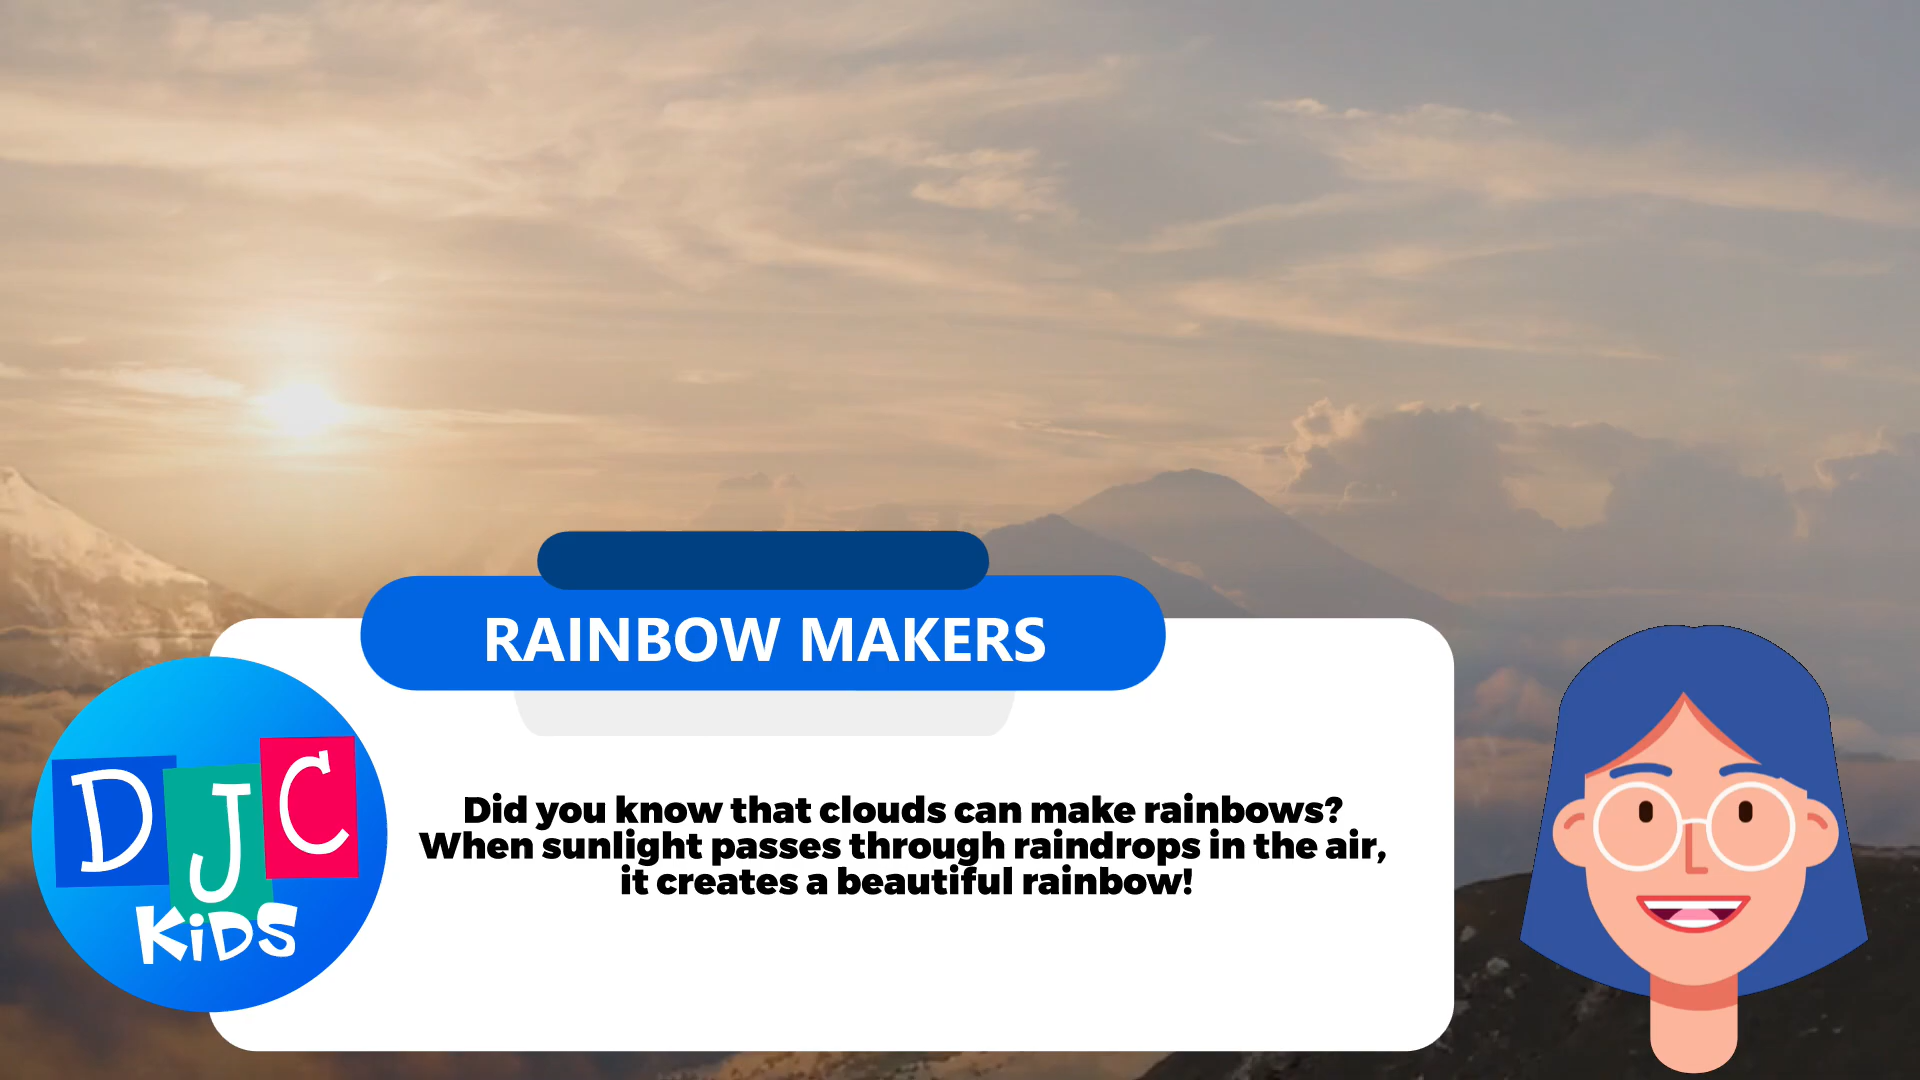 RAINBOW MAKERS
DJC
KiDS
Did you know that clouds can make rainbows?
When sunlight passes through raindrops in the air,
it creates a beautiful rainbow!